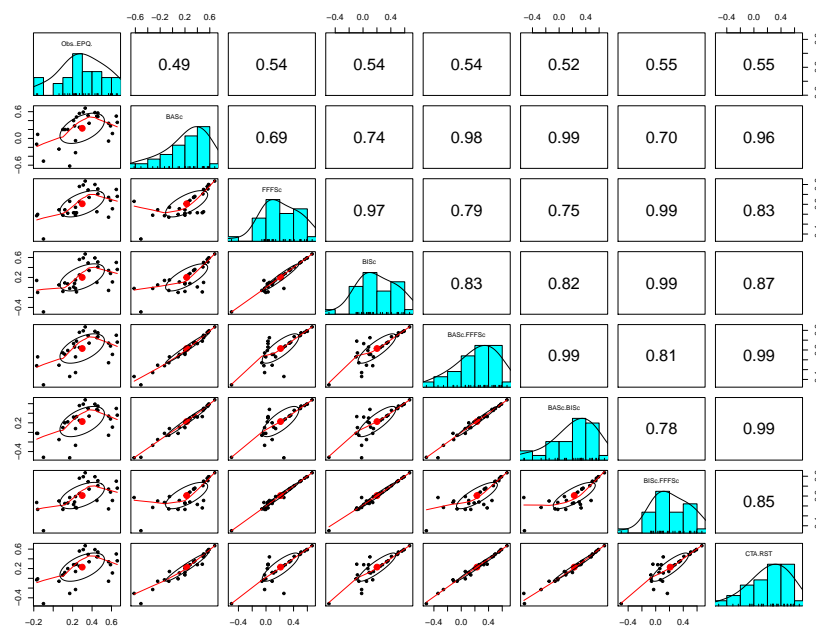 −0.6 0.0 0.4 −0.4 0.0 0.4 −0.4 0.0 0.4 −0.4 0.0 0.4
Obs..EPQ. 0.49 0.54 0.54 0.54 0.52 0.55 0.55
−0.6 0.0 0.6 BASc 0.69 0.74 0.98 0.99 0.70 0.96
FFFSc 0.97 0.79 0.75 0.99 0.83
−0.4 0.2 0.6 BISc 0.83 0.82 0.99 0.87
BASc.FFFSc 0.99 0.81 0.99
−0.4 0.2 BASc.BISc 0.78 0.99
BISc.FFFSc 0.85
−0.4 0.2 0.6 CTA.RST
−0.2 0.2 0.4 0.6 −0.4 0.0 0.4 −0.4 0.0 0.4 −0.4 0.0 0.4